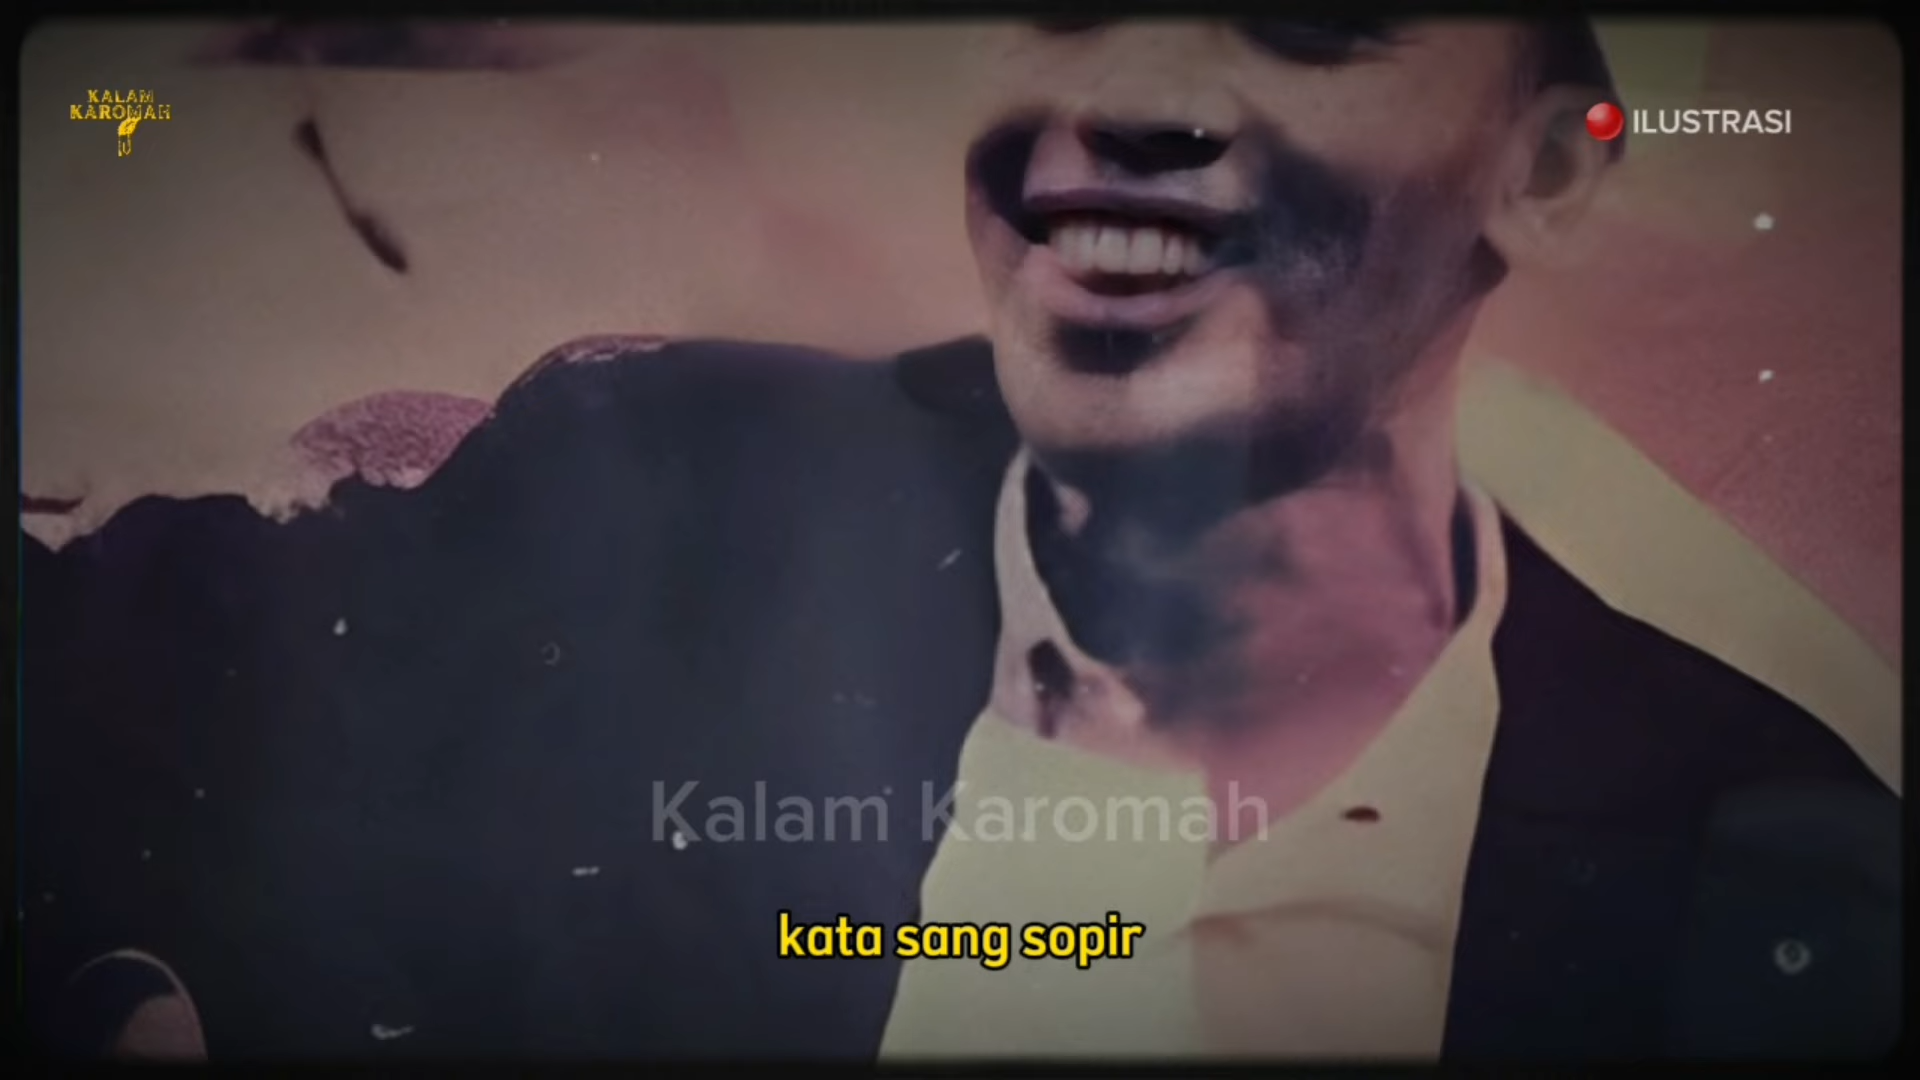 KALAM
KAROMAH
ILUSTRASI
Kalam Karomah
kata sang sopir